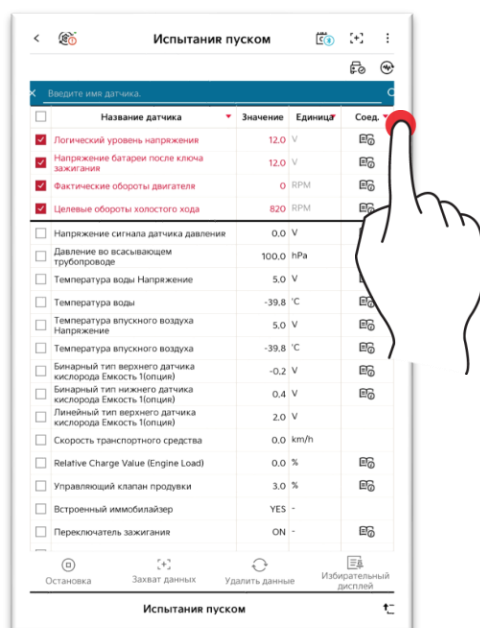 Испытания пуском
Введите имя датчика.
Название датчика Значение Единица Соед.
Логический уровень напряжения 12.0 V
Напряжение батареи после ключа
зажигания 12.0 V
Фактические обороты двигателя 0 RPM
Целевые обороты холостого хода 820 RPM
Напряжение сигнала датчика давления 0.0 V
Давление во всасывающем
трубопроводе 100.0 hPa
Температура воды Напряжение 5.0 V
Температура воды -39.8 °C
Температура впускного воздуха
Напряжение 5.0 V
Температура впускного воздуха -39.8 °C
Бинарный тип верхнего датчика
кислорода Емкость 1(опция) -0.2 V
Бинарный тип нижнего датчика
кислорода Емкость 1(опция) 0.4 V
Линейный тип верхнего датчика
кислорода Емкость 1(опция) 2.0 V
Скорость транспортного средства 0.0 km/h
Relative Charge Value (Engine Load) 0.0 %
Управляющий клапан продувки 3.0 %
Встроенный иммобилайзер YES -
Переключатель зажигания ON -
Остановка Захват данных Удалить данные Избирательный
дисплей
Испытания пуском